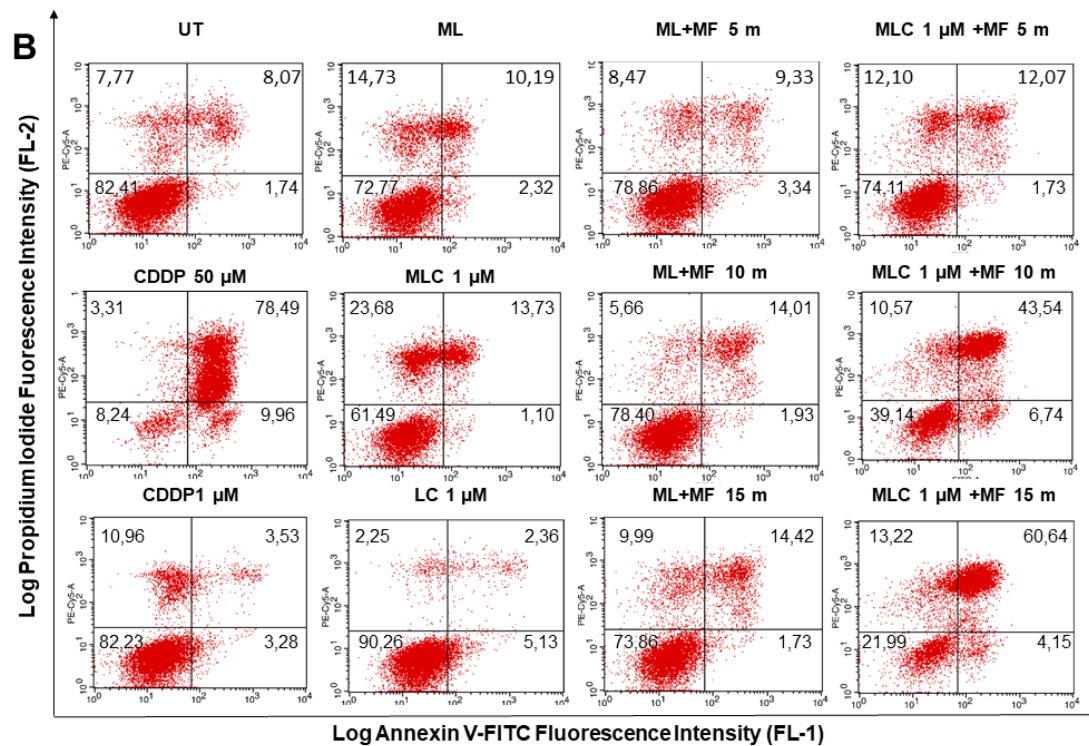 B
UT ML ML+MF 5 m MLC 1 µM +MF 5 m
7,77 8,07 14,73 10,19 8,47 9,33 12,10 12,07
82,41 1,74 72,77 2,32 78,86 3,34 74,11 1,73
CDDP 50 µM MLC 1 µM ML+MF 10 m MLC 1 µM +MF 10 m
3,31 78,49 23,68 13,73 5,66 14,01 10,57 43,54
8,24 9,96 61,49 1,10 78,40 1,93 39,14 6,74
CDDP1 µM LC 1 µM ML+MF 15 m MLC 1 µM +MF 15 m
10,96 3,53 2,25 2,36 9,99 14,42 13,22 60,64
82,23 3,28 90,26 5,13 73,86 1,73 21,99 4,15
PE-Cy5-A
Log Propidium Iodide Fluorescence Intensity (FL-2)
Log Annexin V-FITC Fluorescence Intensity (FL-1)